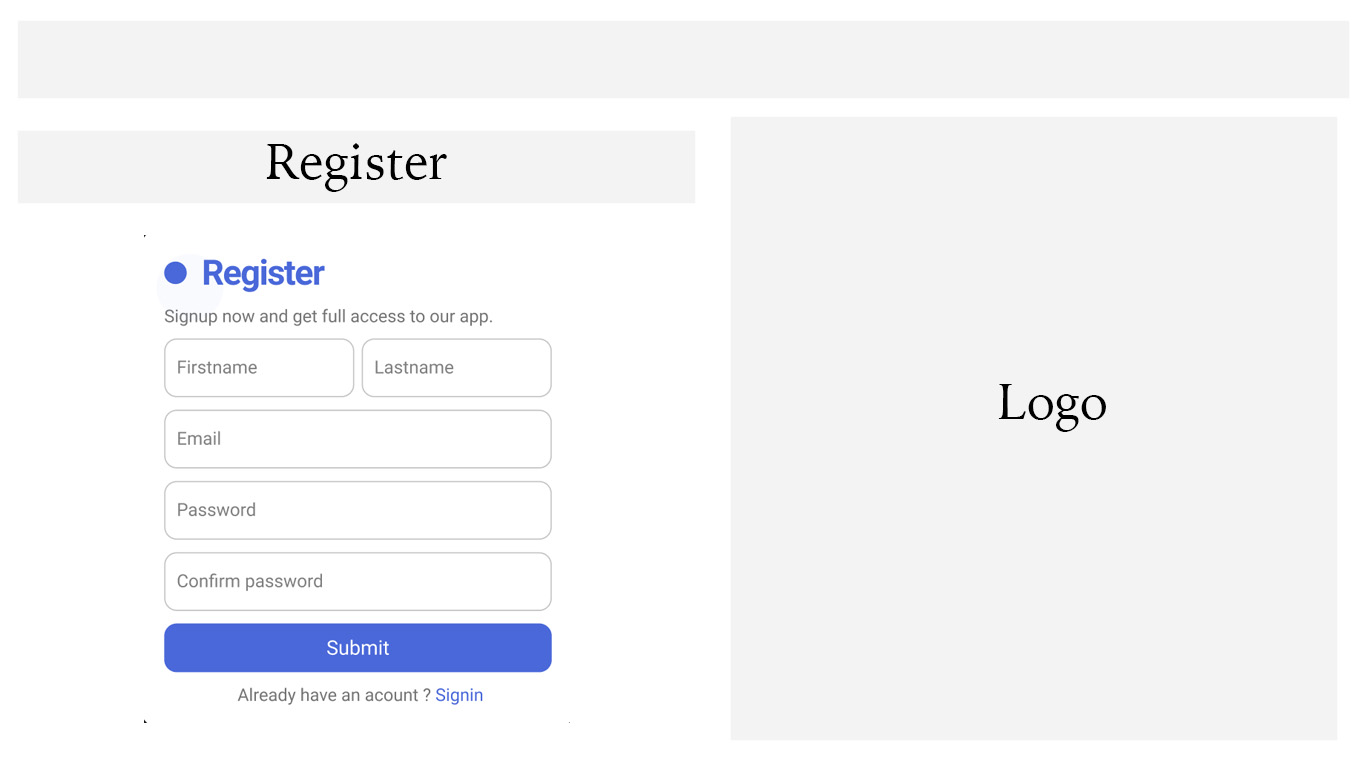 Register
Register
Signup now and get full access to our app.
Firstname Lastname
Email
Password
Confirm password
Submit
Already have an acount ? Signin
Logo